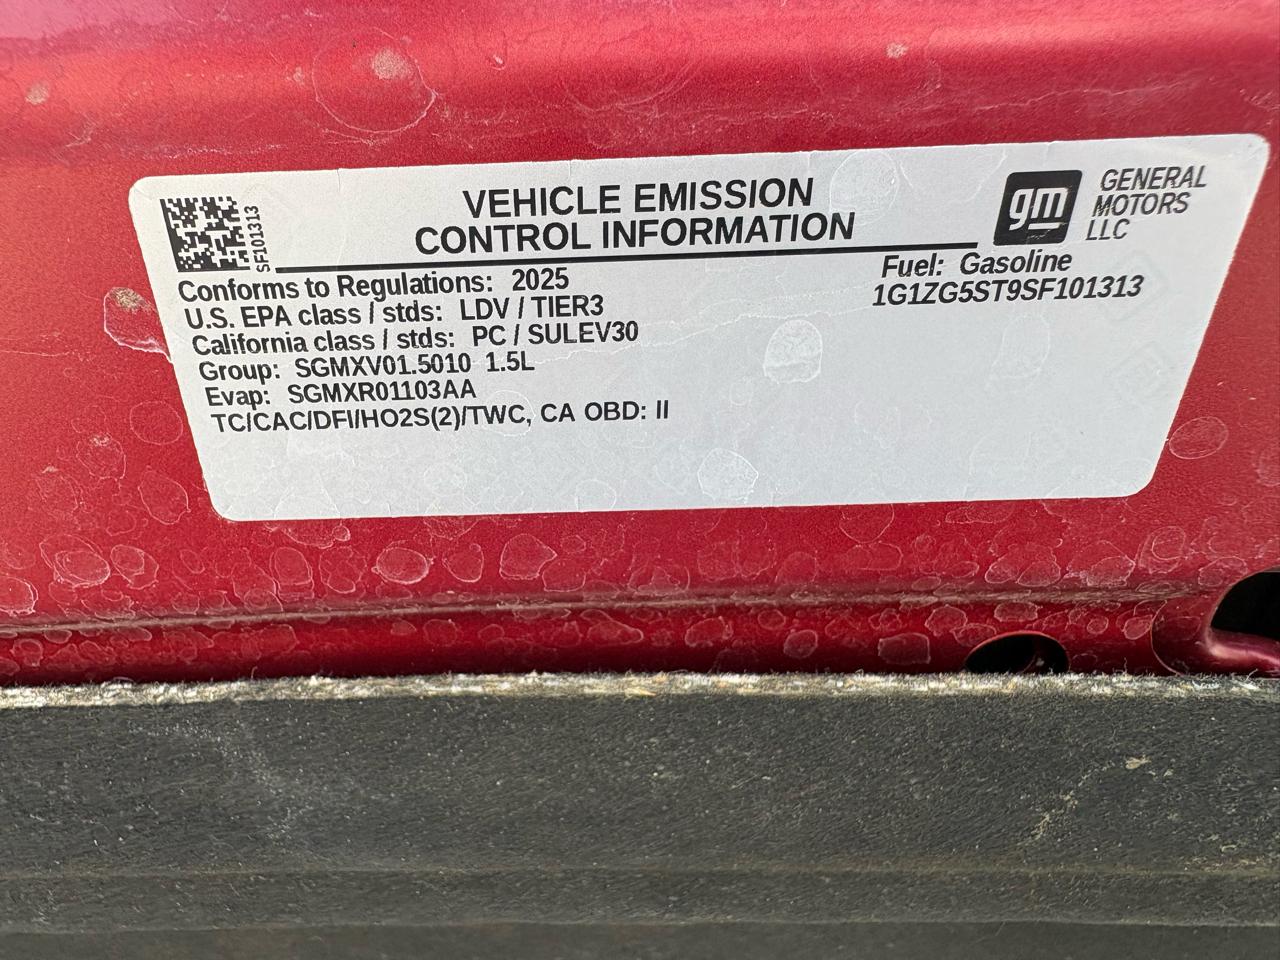 SF101313
VEHICLE EMISSION
CONTROL INFORMATION
gm
GENERAL
MOTORS
LLC
Conforms to Regulations: 2025
U.S. EPA class / stds: LDV / TIER3
California class / stds: PC / SULEV30
Group: SGMXV01.5010 1.5L
Evap: SGMXR01103AA
TC/CAC/DFI/HO2S(2)/TWC, CA OBD: II
Fuel: Gasoline
1G1ZG5ST9SF101313